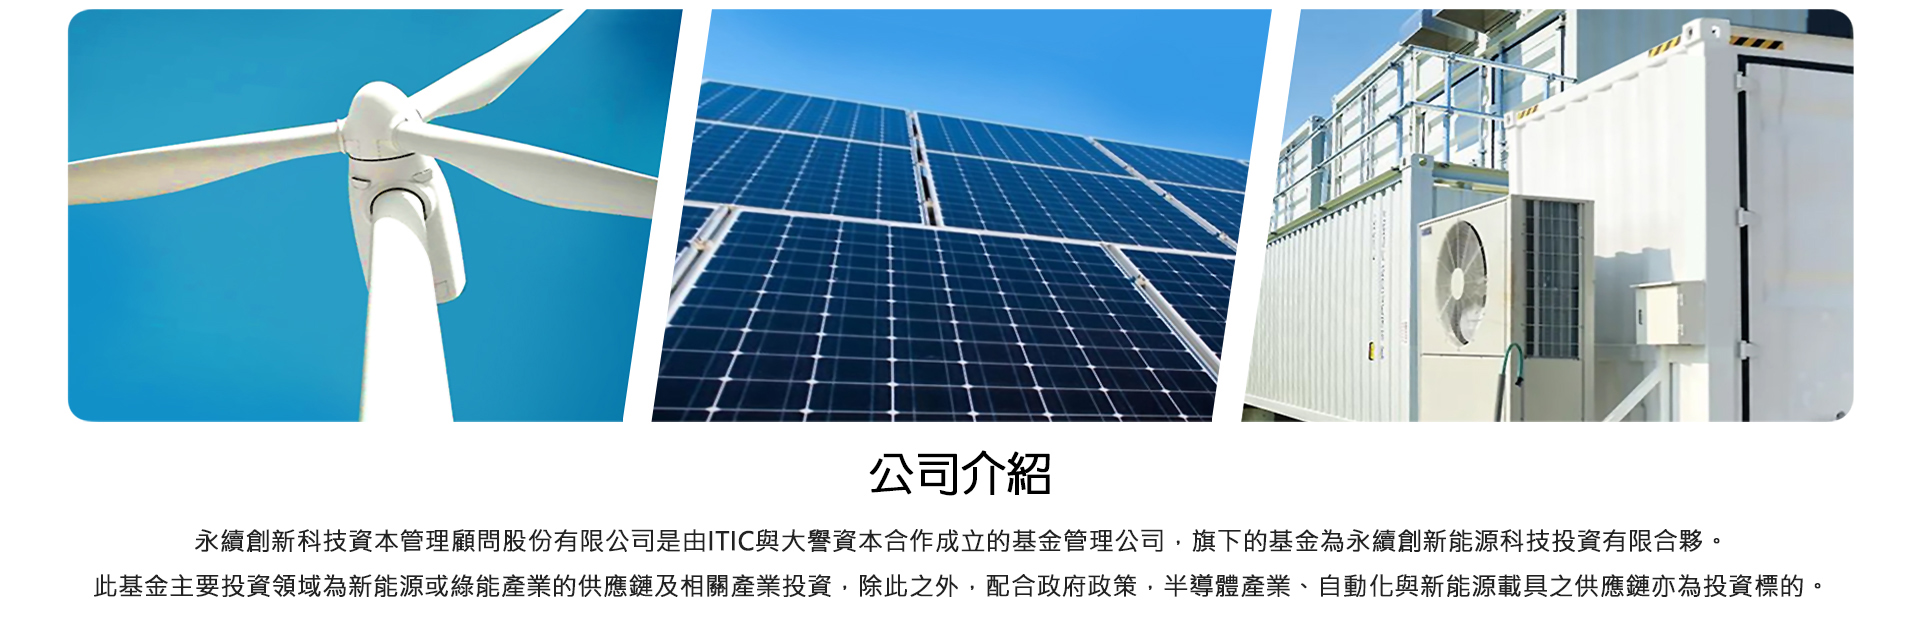 公司介紹
永續創新科技資本管理顧問股份有限公司是由ITIC與大譽資本合作成立的基金管理公司，旗下的基金為永續創新能源科技投資有限合夥。
此基金主要投資領域為新能源或綠能產業的供應鏈及相關產業投資，除此之外，配合政府政策，半導體產業、自動化與新能源載具之供應鏈亦為投資標的。